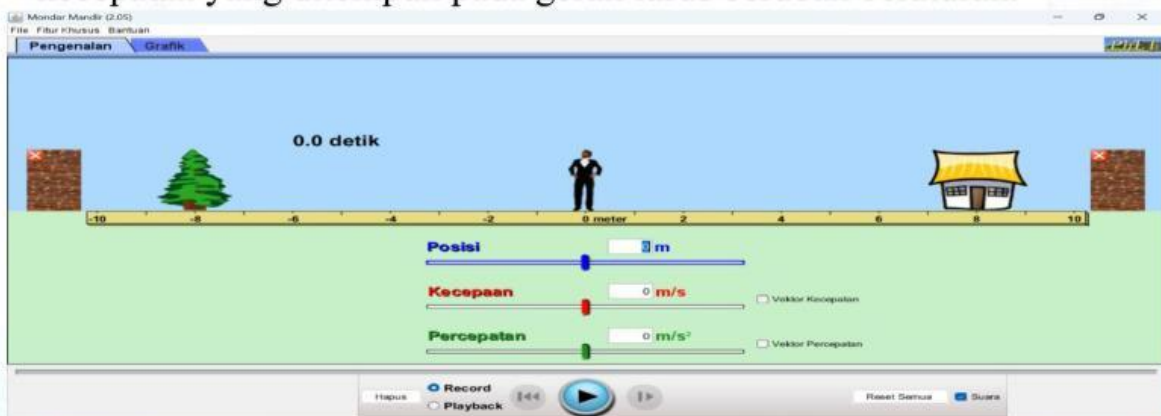 Mondar Mandir (2.05)
File Fitur Khusus Bantuan
Pengenalan Grafik
0.0 detik
-10 -8 -6 -4 -2 0 meter 2 4 6 8 10
Posisi 0 m
Kecepaan 0 m/s
Vektor Kecepatan
Percepatan 0 m/s²
Vektor Percepatan
Hapus
Record
Playback
Reset Semua
Suara